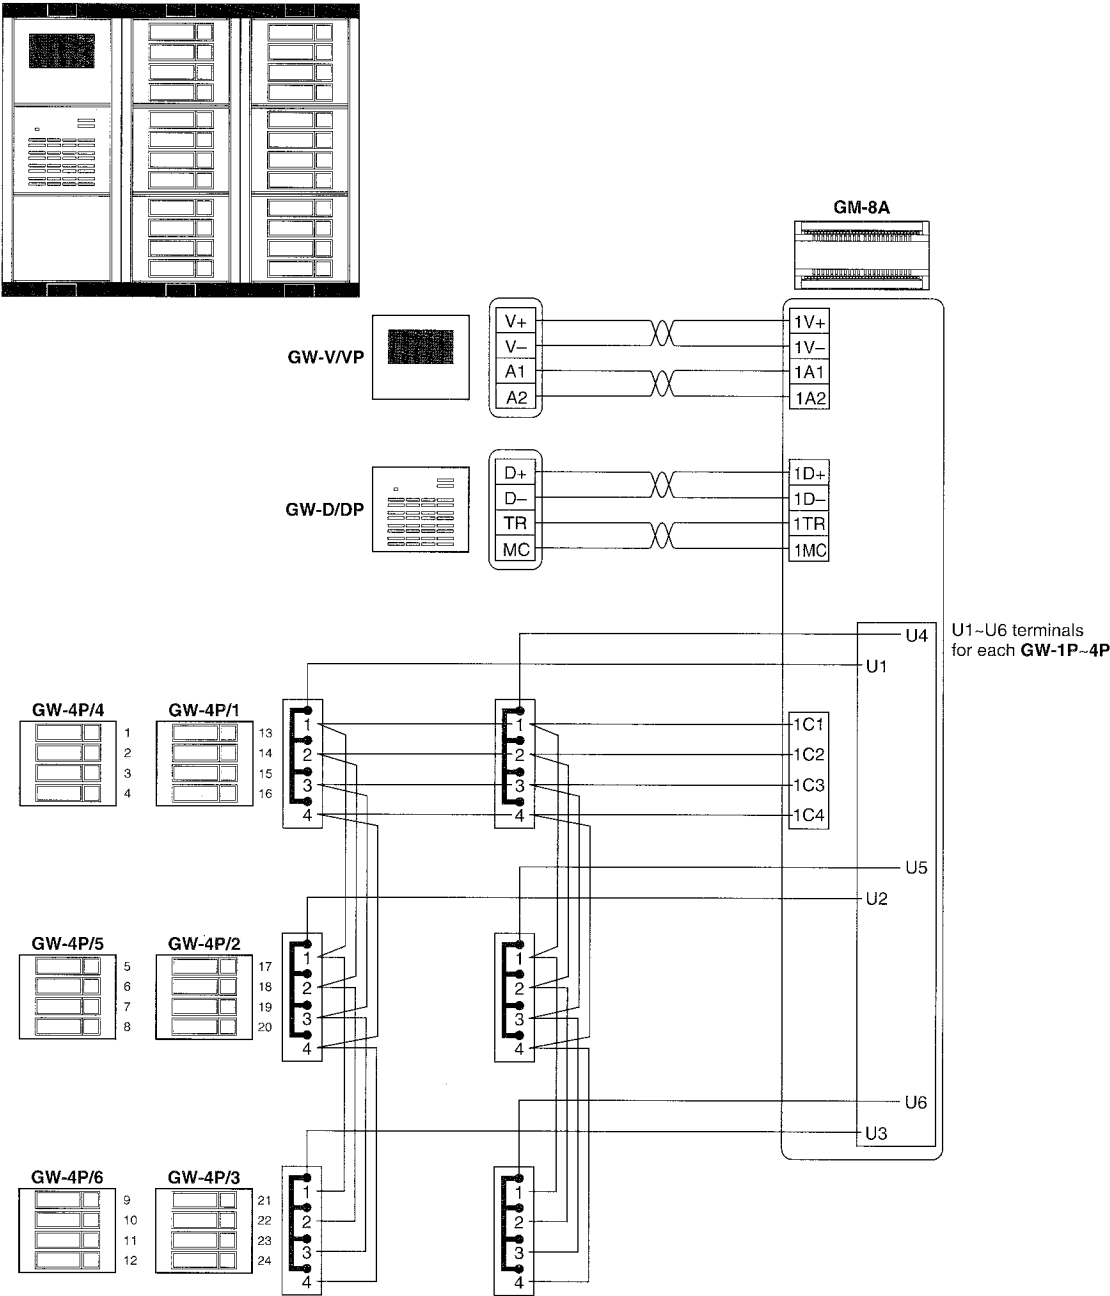 GM-8A
GW-V/VP
V+
V–
A1
A2
1V+
1V–
1A1
1A2
GW-D/DP
D+
D–
TR
MC
1D+
1D–
1TR
1MC
U4
U1
U1~U6 terminals
for each GW-1P~4P
GW-4P/4
1
2
3
4
GW-4P/1
13
14
15
16
1
2
3
4
1
2
3
4
1C1
1C2
1C3
1C4
U5
U2
GW-4P/5
5
6
7
8
GW-4P/2
17
18
19
20
1
2
3
4
1
2
3
4
U6
U3
GW-4P/6
9
10
11
12
GW-4P/3
21
22
23
24
1
2
3
4
1
2
3
4